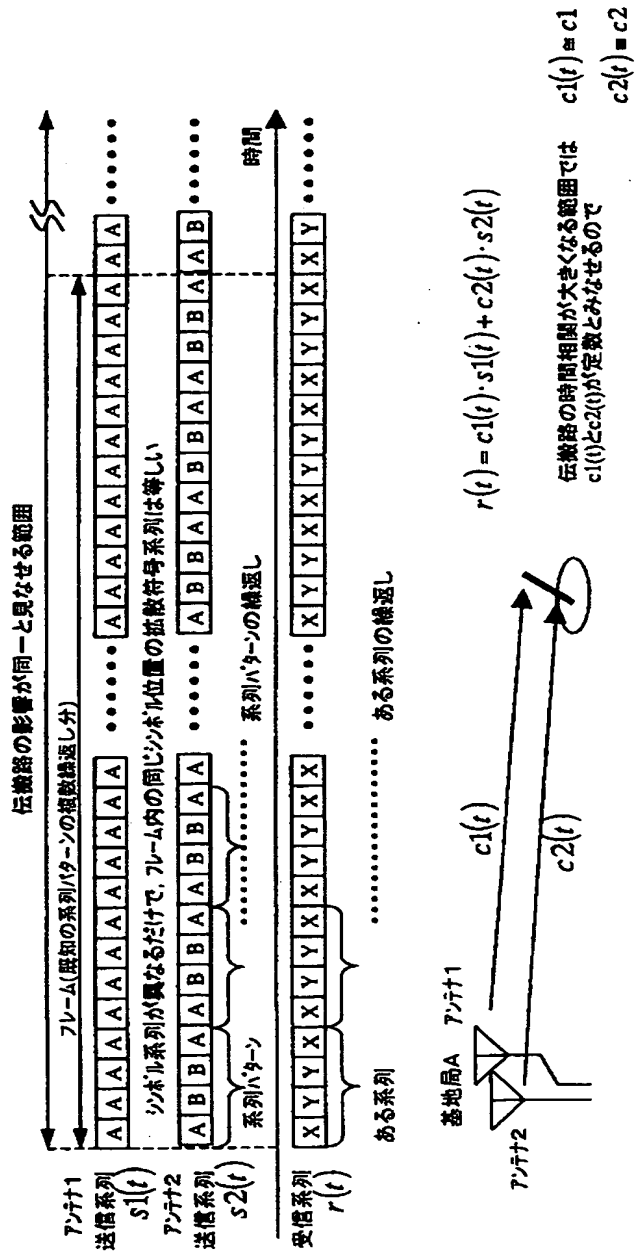 伝搬路の影響が同一と見なせる範囲
フレーム(既知の系列パターンの複数繰返し分)
アンテナ1
送信系列 A A A A A A A A A A A A A •••••• A A A A A A A A A A A A A A ••••••
s1(t)
シンボル系列が異なるだけで、フレーム内の同じシンボル位置の拡散符号系列は等しい
アンテナ2
送信系列 A B B A A B B A A B B A A •••••• A B B A A B B A A B B A A B ••••••
s2(t)
系列パターン 系列パターンの繰返し
時間
受信系列 X Y Y X X Y Y X X Y Y X X •••••• X Y Y X X Y Y X X Y Y X X Y ••••••
r(t)
ある系列 ある系列の繰返し
基地局A アンテナ1
アンテナ2
c1(t)
c2(t)
r(t) = c1(t)·s1(t) + c2(t)·s2(t)
伝搬路の時間相関が大きくなる範囲では
c1(t)とc2(t)が定数とみなせるので
c1(t) ≅ c1
c2(t) ≅ c2